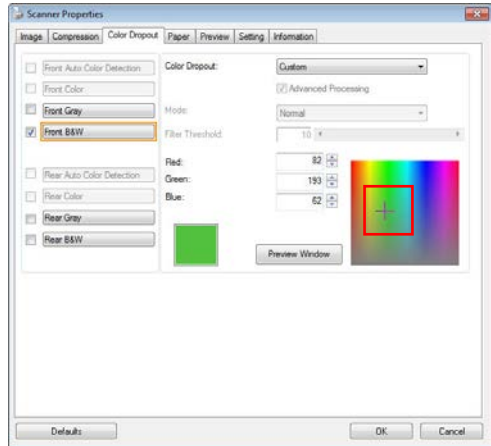 Scanner Properties
Image Compression Color Dropout Paper Preview Setting Information
Front Auto Color Detection
Front Color
Front Gray
Front B&W
Rear Auto Color Detection
Rear Color
Rear Gray
Rear B&W
Color Dropout: Custom
Advanced Processing
Mode: Normal
Filter Threshold: 10
Red: 82
Green: 193
Blue: 62
Preview Window
Defaults OK Cancel